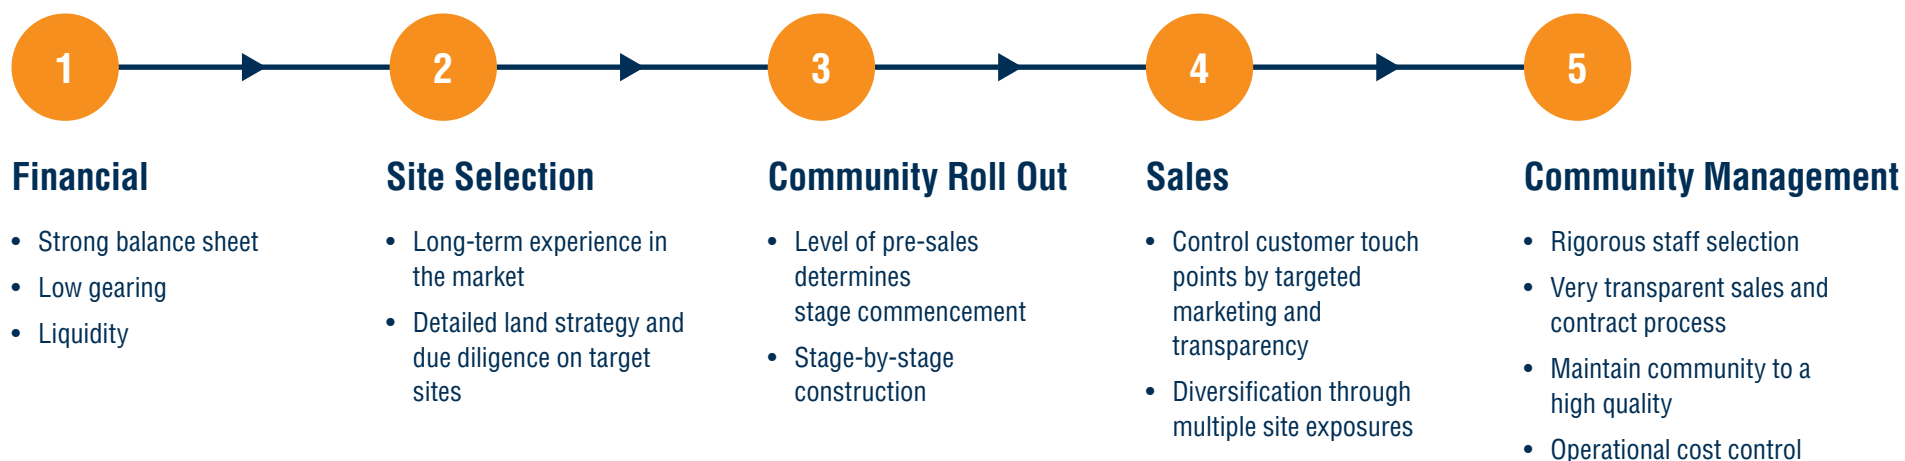 1
2
3
4
5
Financial
• Strong balance sheet
• Low gearing
• Liquidity
Site Selection
• Long-term experience in
the market
• Detailed land strategy and
due diligence on target
sites
Community Roll Out
• Level of pre-sales
determines
stage commencement
• Stage-by-stage
construction
Sales
• Control customer touch
points by targeted
marketing and
transparency
• Diversification through
multiple site exposures
Community Management
• Rigorous staff selection
• Very transparent sales and
contract process
• Maintain community to a
high quality
• Operational cost control